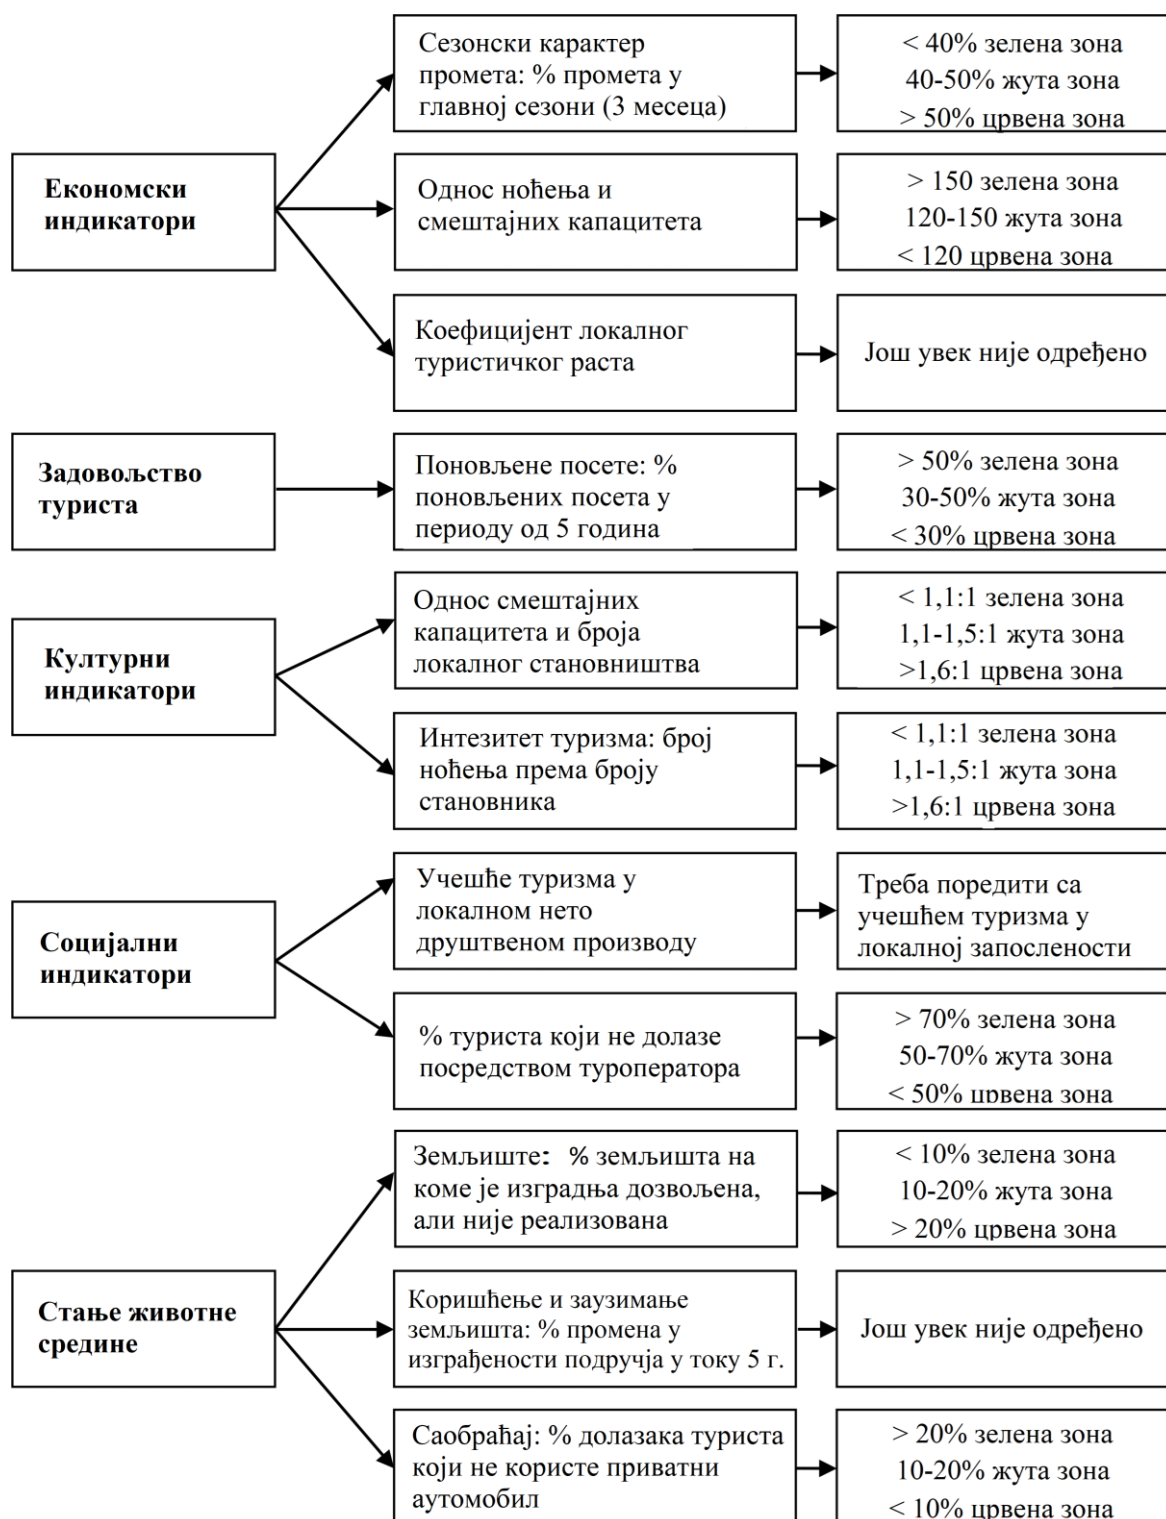 Економски
индикатори
Сезонски карактер
промета: % промета у
главној сезони (3 месеца)
< 40% зелена зона
40-50% жута зона
> 50% црвена зона
Однос ноћења и
смештајних капацитета
> 150 зелена зона
120-150 жута зона
< 120 црвена зона
Коефицијент локалног
туристичког раста
Још увек није одређено
Задовољство
туриста
Поновљене посете: %
поновљених посета у
периоду од 5 година
> 50% зелена зона
30-50% жута зона
< 30% црвена зона
Културни
индикатори
Однос смештајних
капацитета и броја
локалног становништва
< 1,1:1 зелена зона
1,1-1,5:1 жута зона
>1,6:1 црвена зона
Интезитет туризма: број
ноћења према броју
становника
< 1,1:1 зелена зона
1,1-1,5:1 жута зона
>1,6:1 црвена зона
Социјални
индикатори
Учешће туризма у
локалном нето
друштвеном производу
Треба поредити са
учешћем туризма у
локалној запослености
% туриста који не долазе
посредством туроператора
> 70% зелена зона
50-70% жута зона
< 50% црвена зона
Стање животне
средине
Земљиште: % земљишта на
коме је изградња дозвољена,
али није реализована
< 10% зелена зона
10-20% жута зона
> 20% црвена зона
Коришћење и заузимање
земљишта: % промена у
изграђености подручја у току 5 г.
Још увек није одређено
Саобраћај: % долазака туриста
који не користе приватни
аутомобил
> 20% зелена зона
10-20% жута зона
< 10% црвена зона